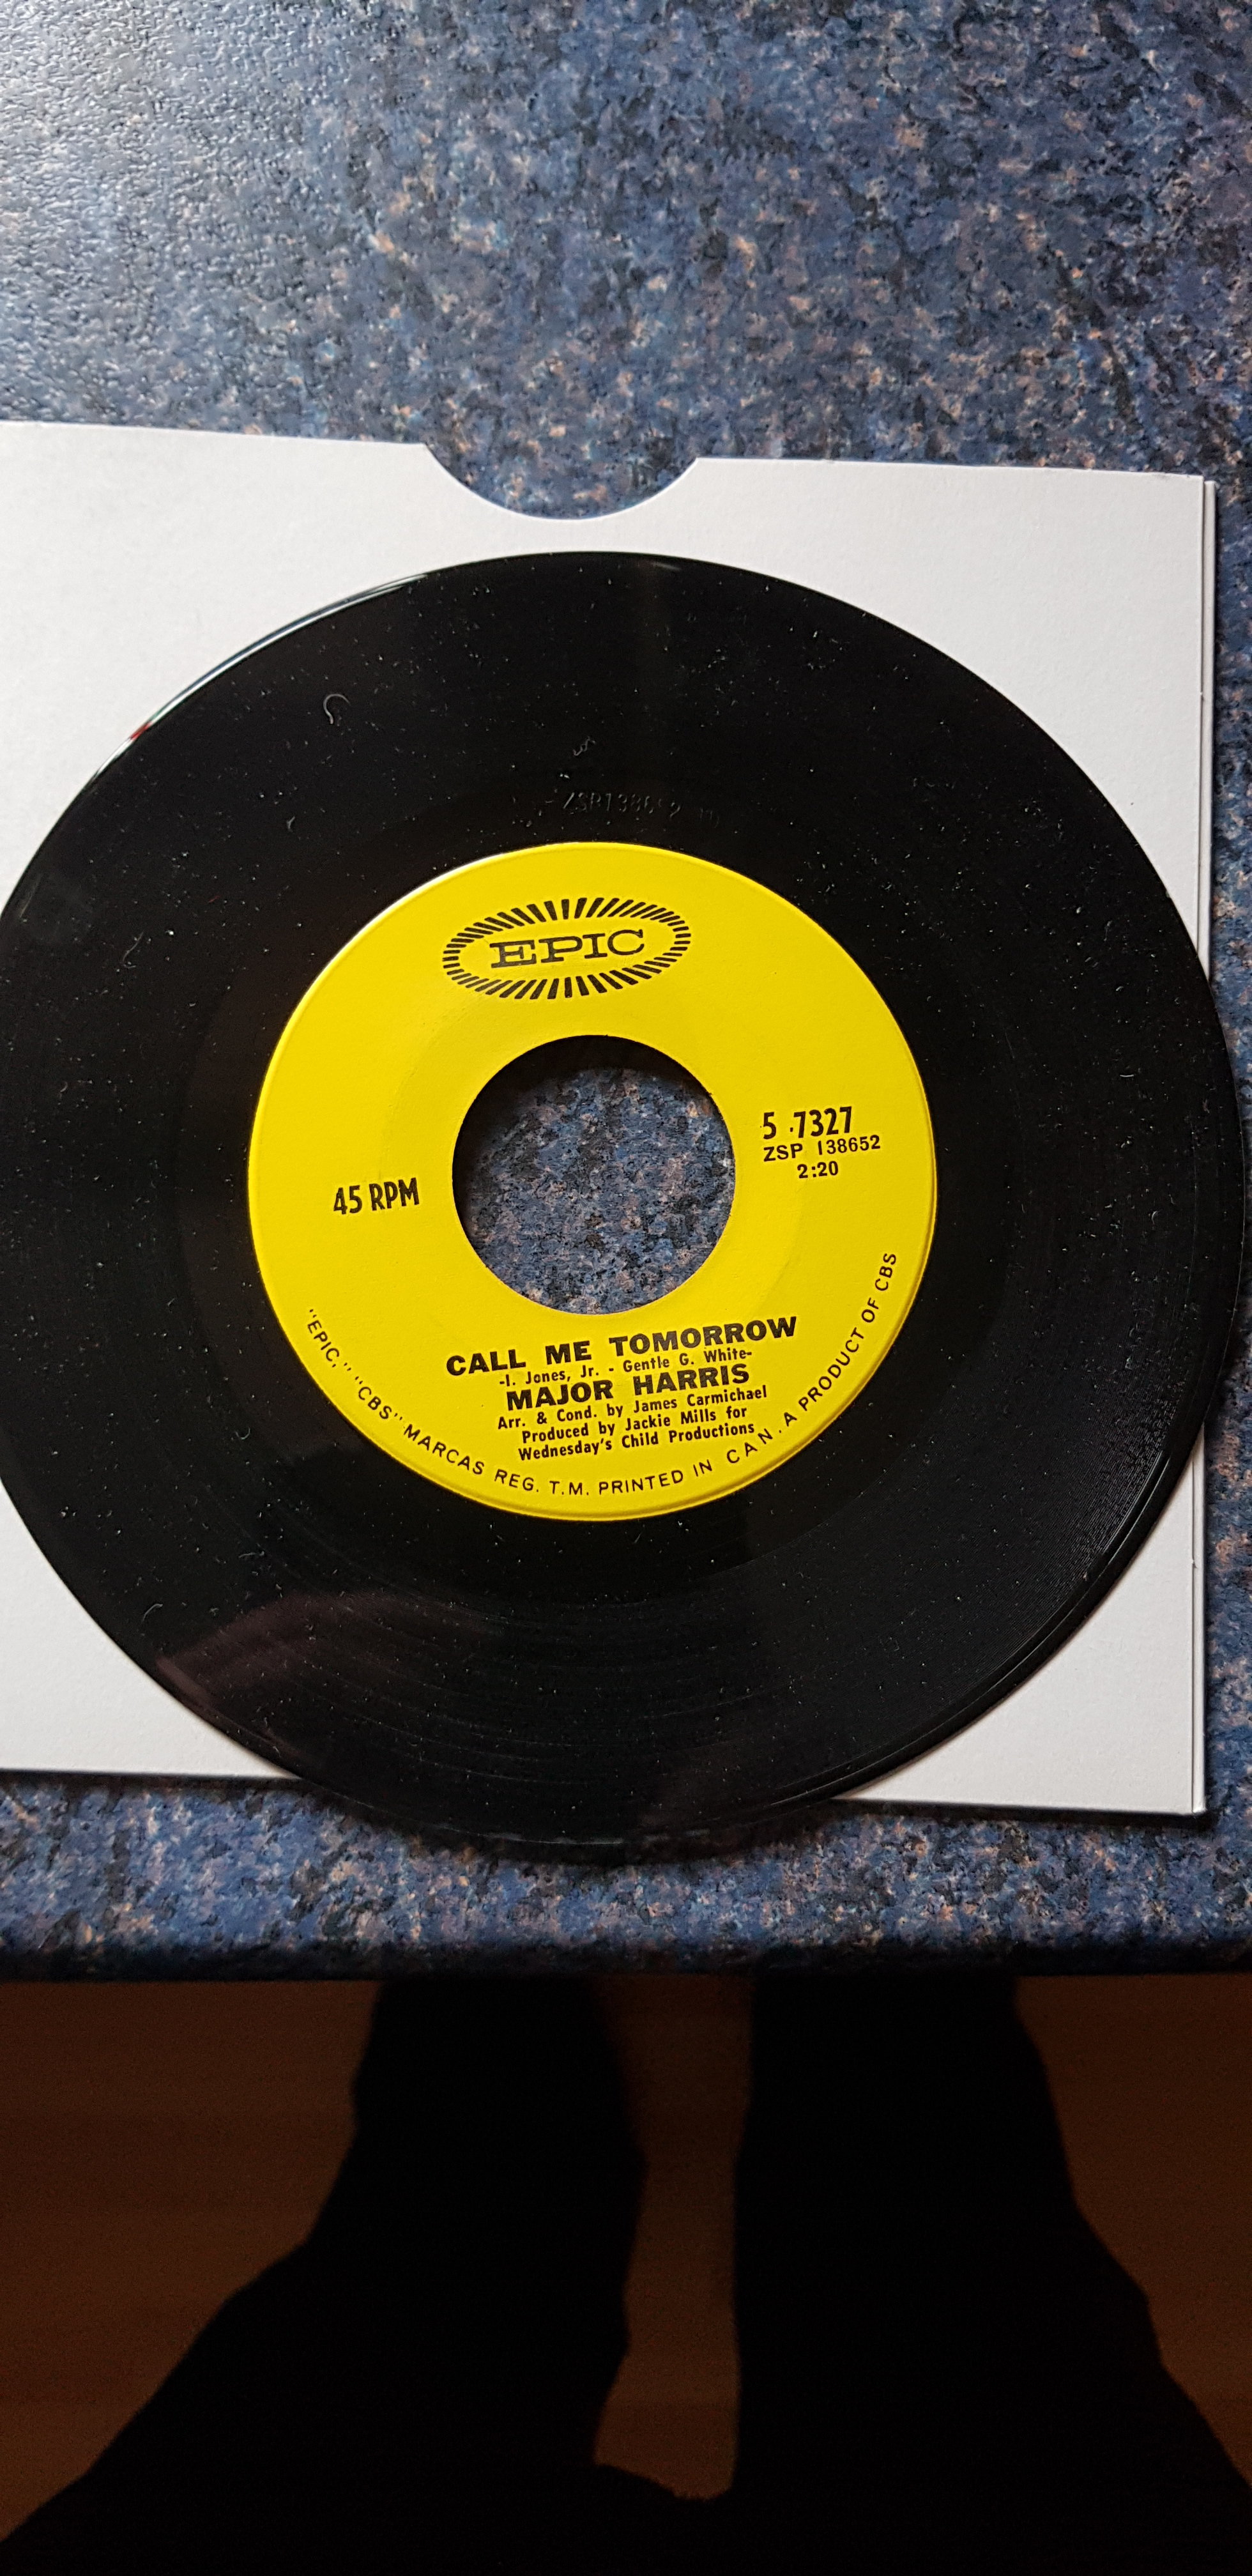 EPIC
5 .7327
ZSP 138652
2:20
45 RPM
CALL ME TOMORROW
-I. Jones, Jr. - Gentle G. White-
MAJOR HARRIS
Arr. & Cond. by James Carmichael
Produced by Jackie Mills for
Wednesday's Child Productions
"EPIC," "CBS" MARCAS REG. T.M. PRINTED IN CAN. A PRODUCT OF CBS